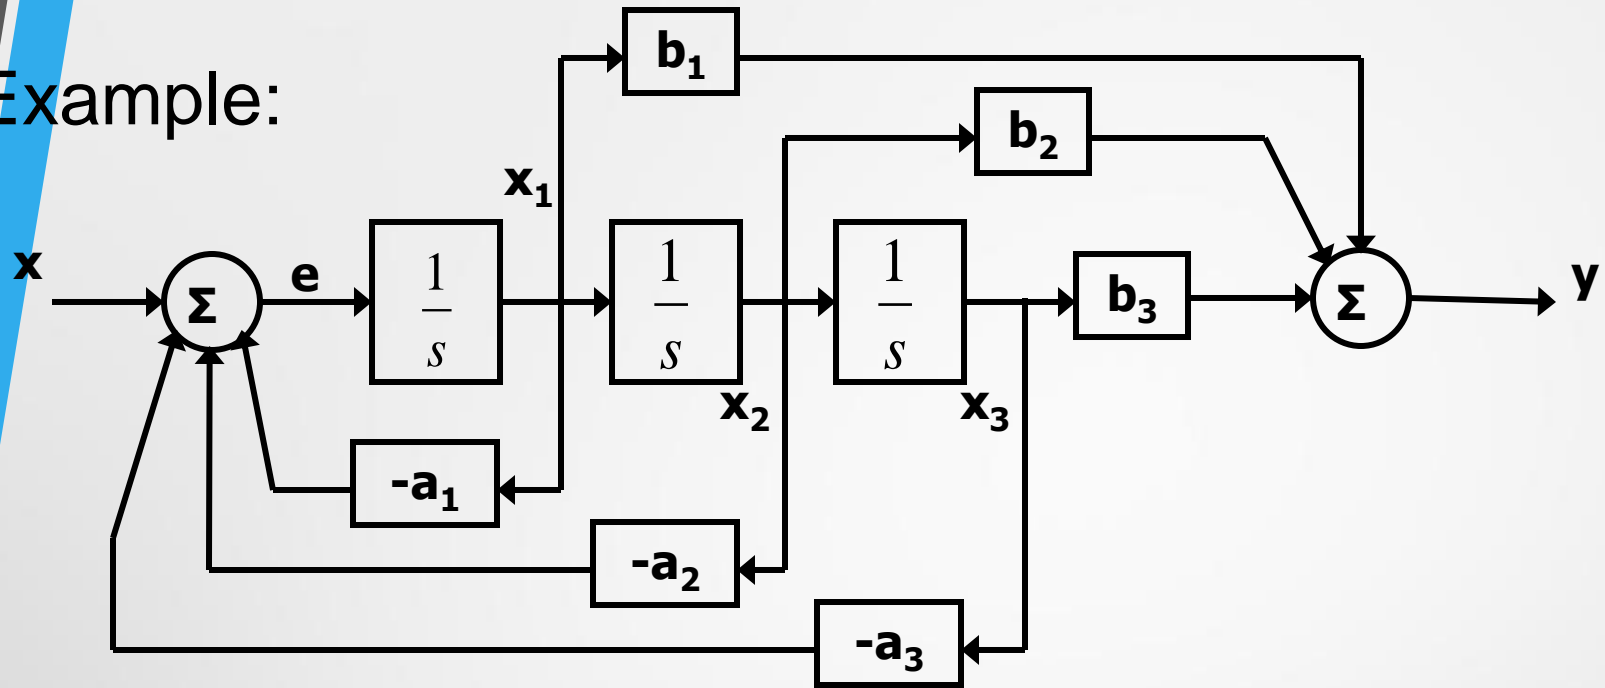 Example:
b₁
b₂
x₁
x
Σ
e
1
s
1
s
1
s
b₃
Σ
y
x₂
x₃
-a₁
-a₂
-a₃